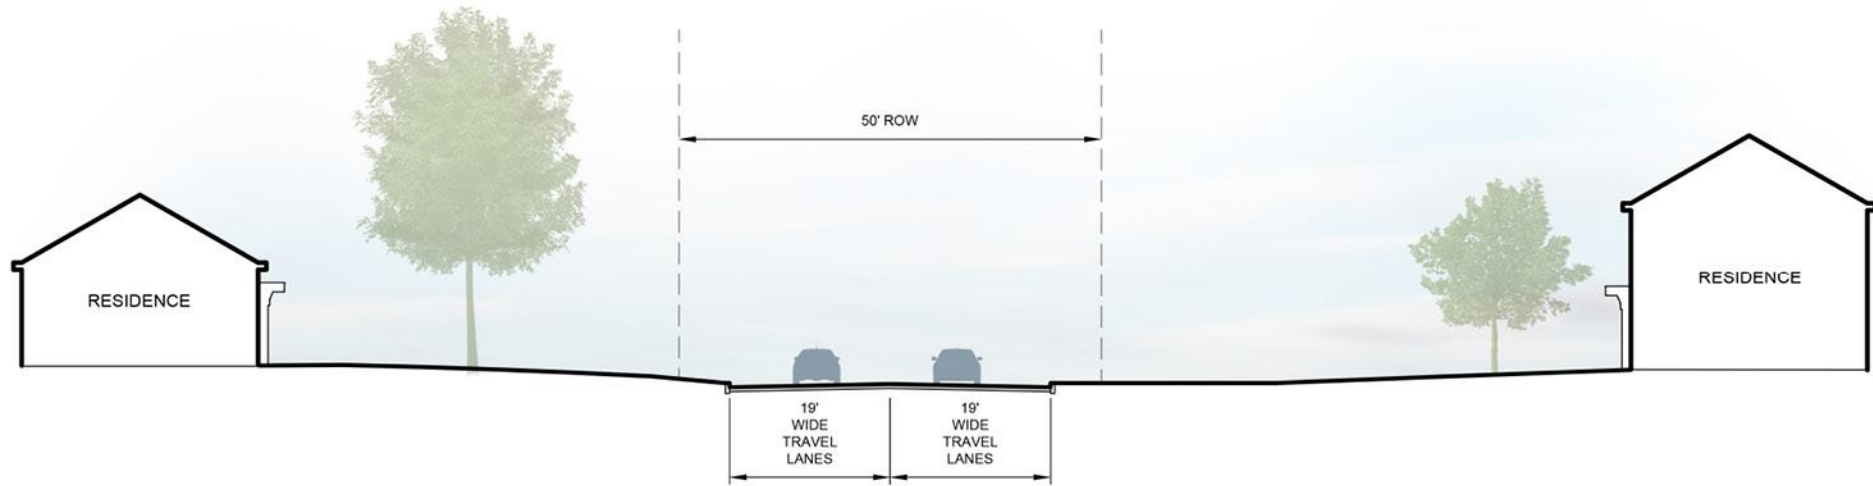 50' ROW
RESIDENCE
RESIDENCE
19'
WIDE
TRAVEL
LANES
19'
WIDE
TRAVEL
LANES